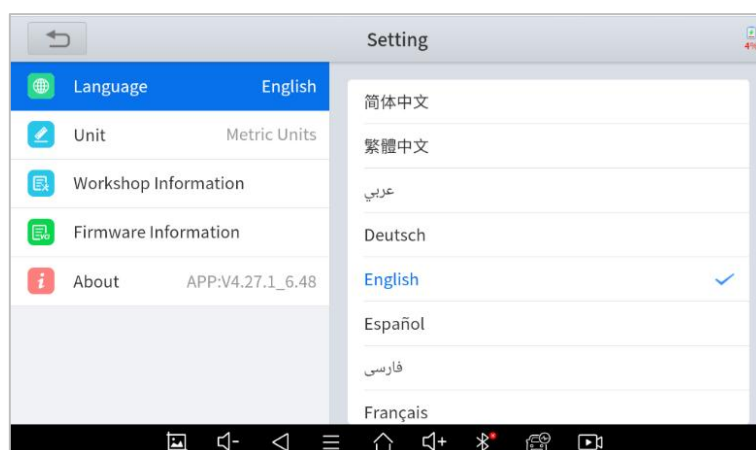 Setting
4%
Language English
Unit Metric Units
Workshop Information
Firmware Information
About APP:V4.27.1_6.48
简体中文
繁體中文
عربي
Deutsch
English
Español
فارسی
Français